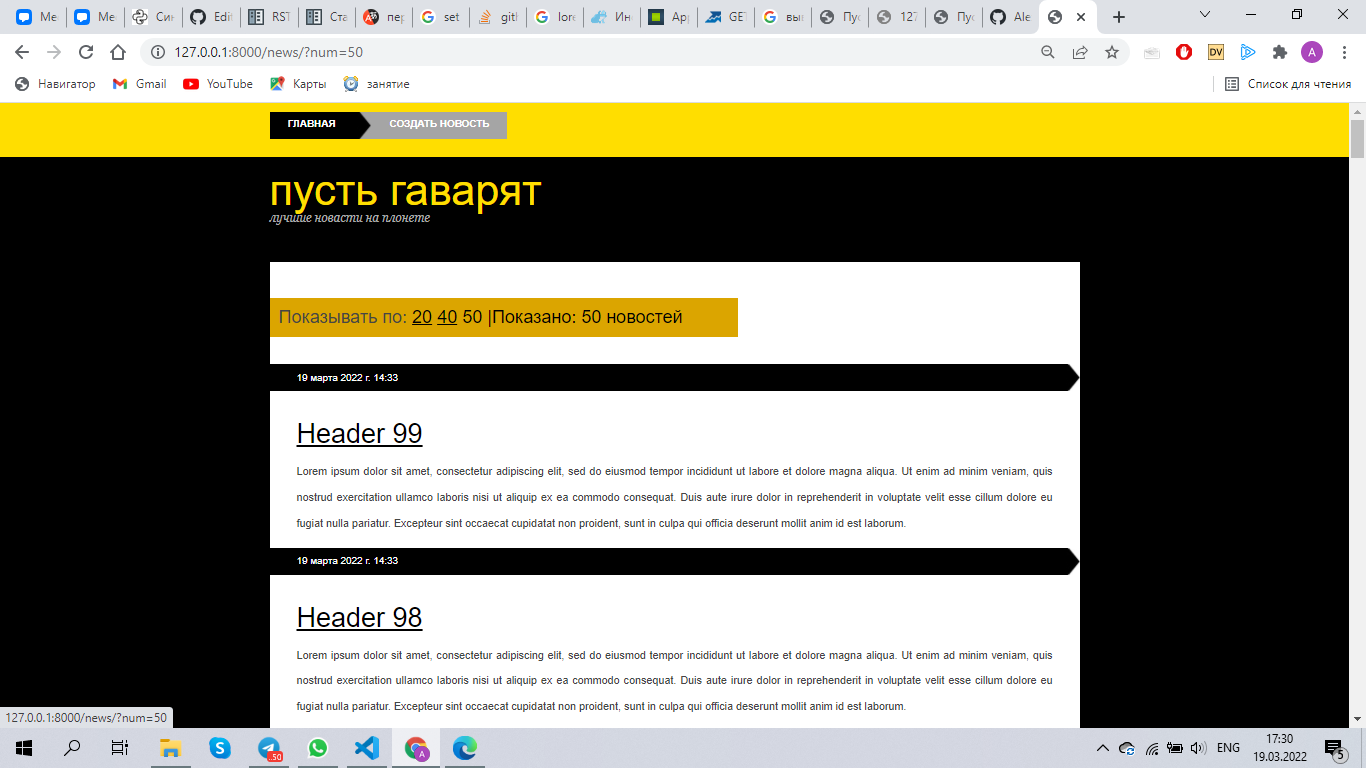 Ме
Ме
Син
Edit
RST
Ста
пер
set
gitl
lore
Ин
App
GET
выв
Пус
127
Пус
Ale
127.0.0.1:8000/news/?num=50
DV
A
Навигатор
Gmail
YouTube
Карты
занятие
Список для чтения
ГЛАВНАЯ
СОЗДАТЬ НОВОСТЬ
пусть гаварят
лучшие новасти на плонете
Показывать по: 20 40 50 |Показано: 50 новостей
19 марта 2022 г. 14:33
Header 99
Lorem ipsum dolor sit amet, consectetur adipiscing elit, sed do eiusmod tempor incididunt ut labore et dolore magna aliqua. Ut enim ad minim veniam, quis
nostrud exercitation ullamco laboris nisi ut aliquip ex ea commodo consequat. Duis aute irure dolor in reprehenderit in voluptate velit esse cillum dolore eu
fugiat nulla pariatur. Excepteur sint occaecat cupidatat non proident, sunt in culpa qui officia deserunt mollit anim id est laborum.
19 марта 2022 г. 14:33
Header 98
Lorem ipsum dolor sit amet, consectetur adipiscing elit, sed do eiusmod tempor incididunt ut labore et dolore magna aliqua. Ut enim ad minim veniam, quis
nostrud exercitation ullamco laboris nisi ut aliquip ex ea commodo consequat. Duis aute irure dolor in reprehenderit in voluptate velit esse cillum dolore eu
fugiat nulla pariatur. Excepteur sint occaecat cupidatat non proident, sunt in culpa qui officia deserunt mollit anim id est laborum.
127.0.0.1:8000/news/?num=50
..50
A
ENG
17:30
19.03.2022
5